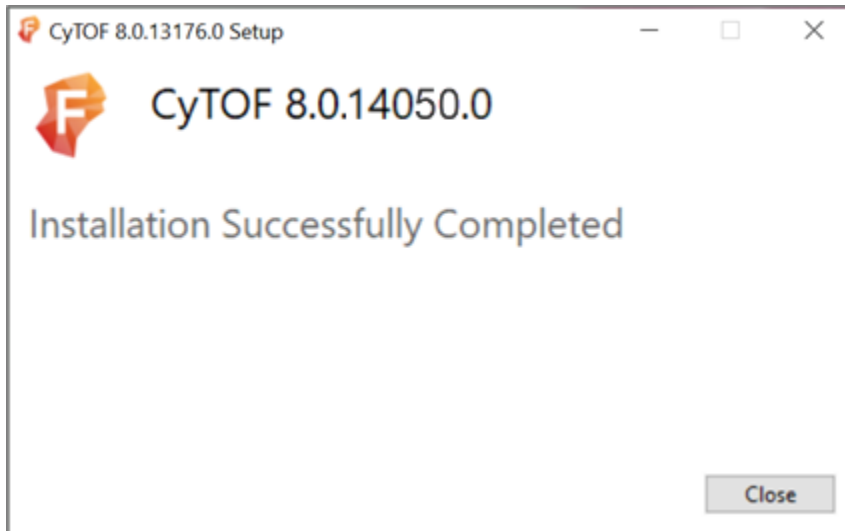 CyTOF 8.0.13176.0 Setup
F
CyTOF 8.0.14050.0
Installation Successfully Completed
Close